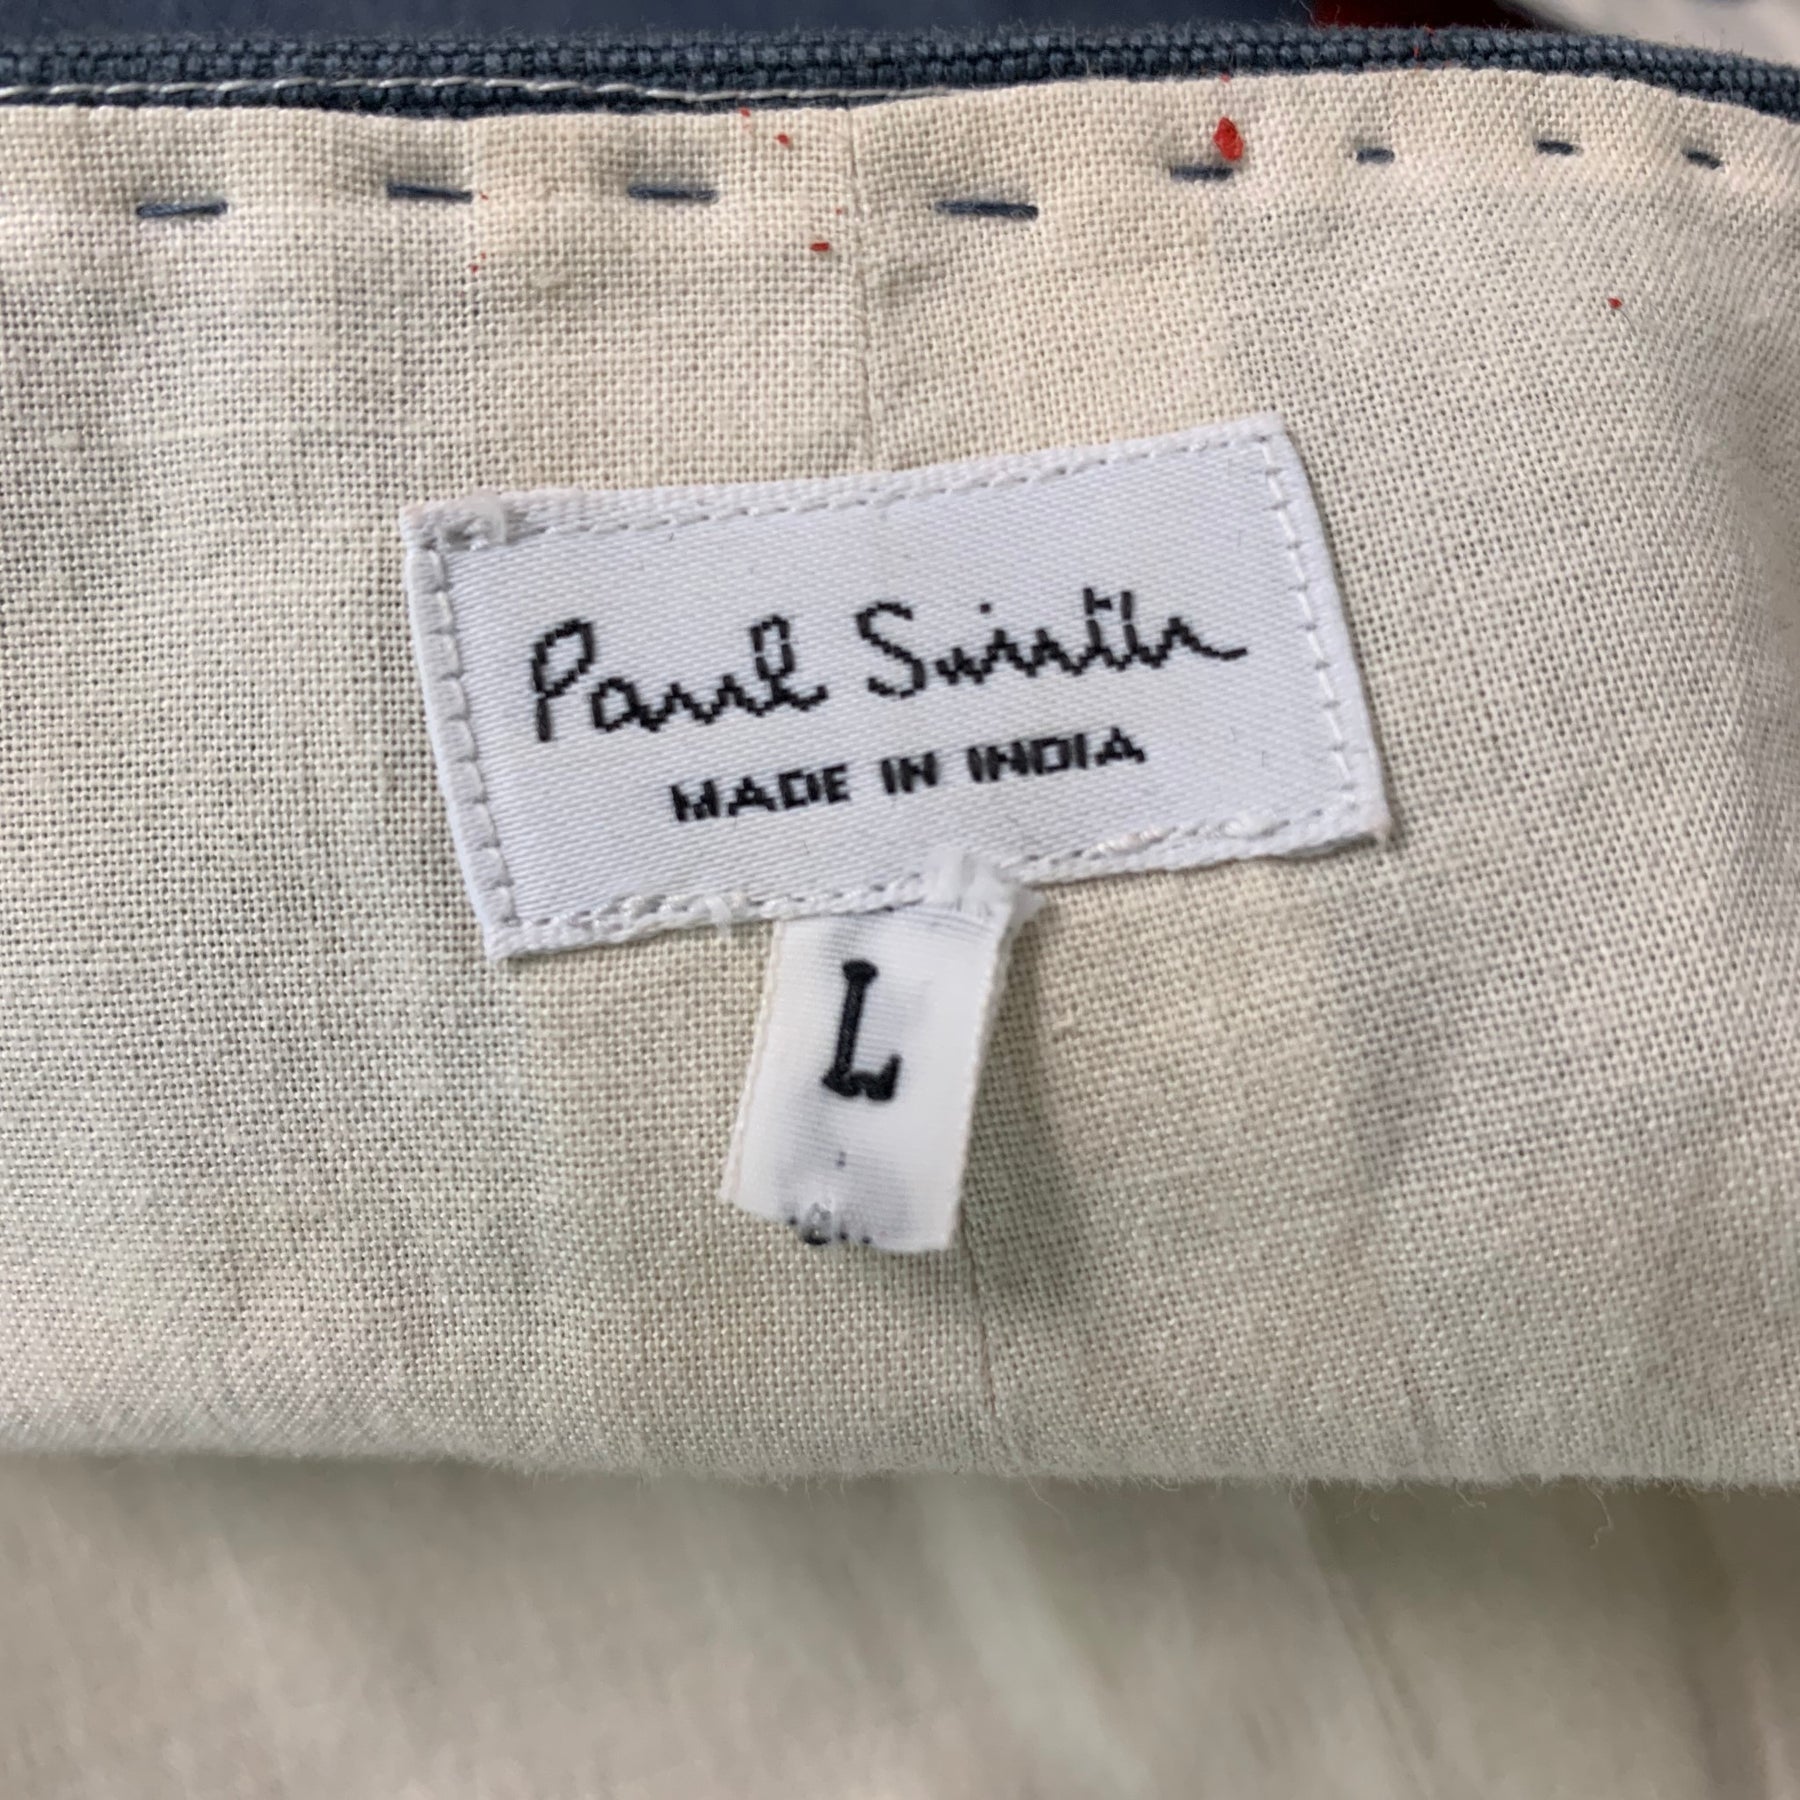 Paul Smith
MADE IN INDIA
L